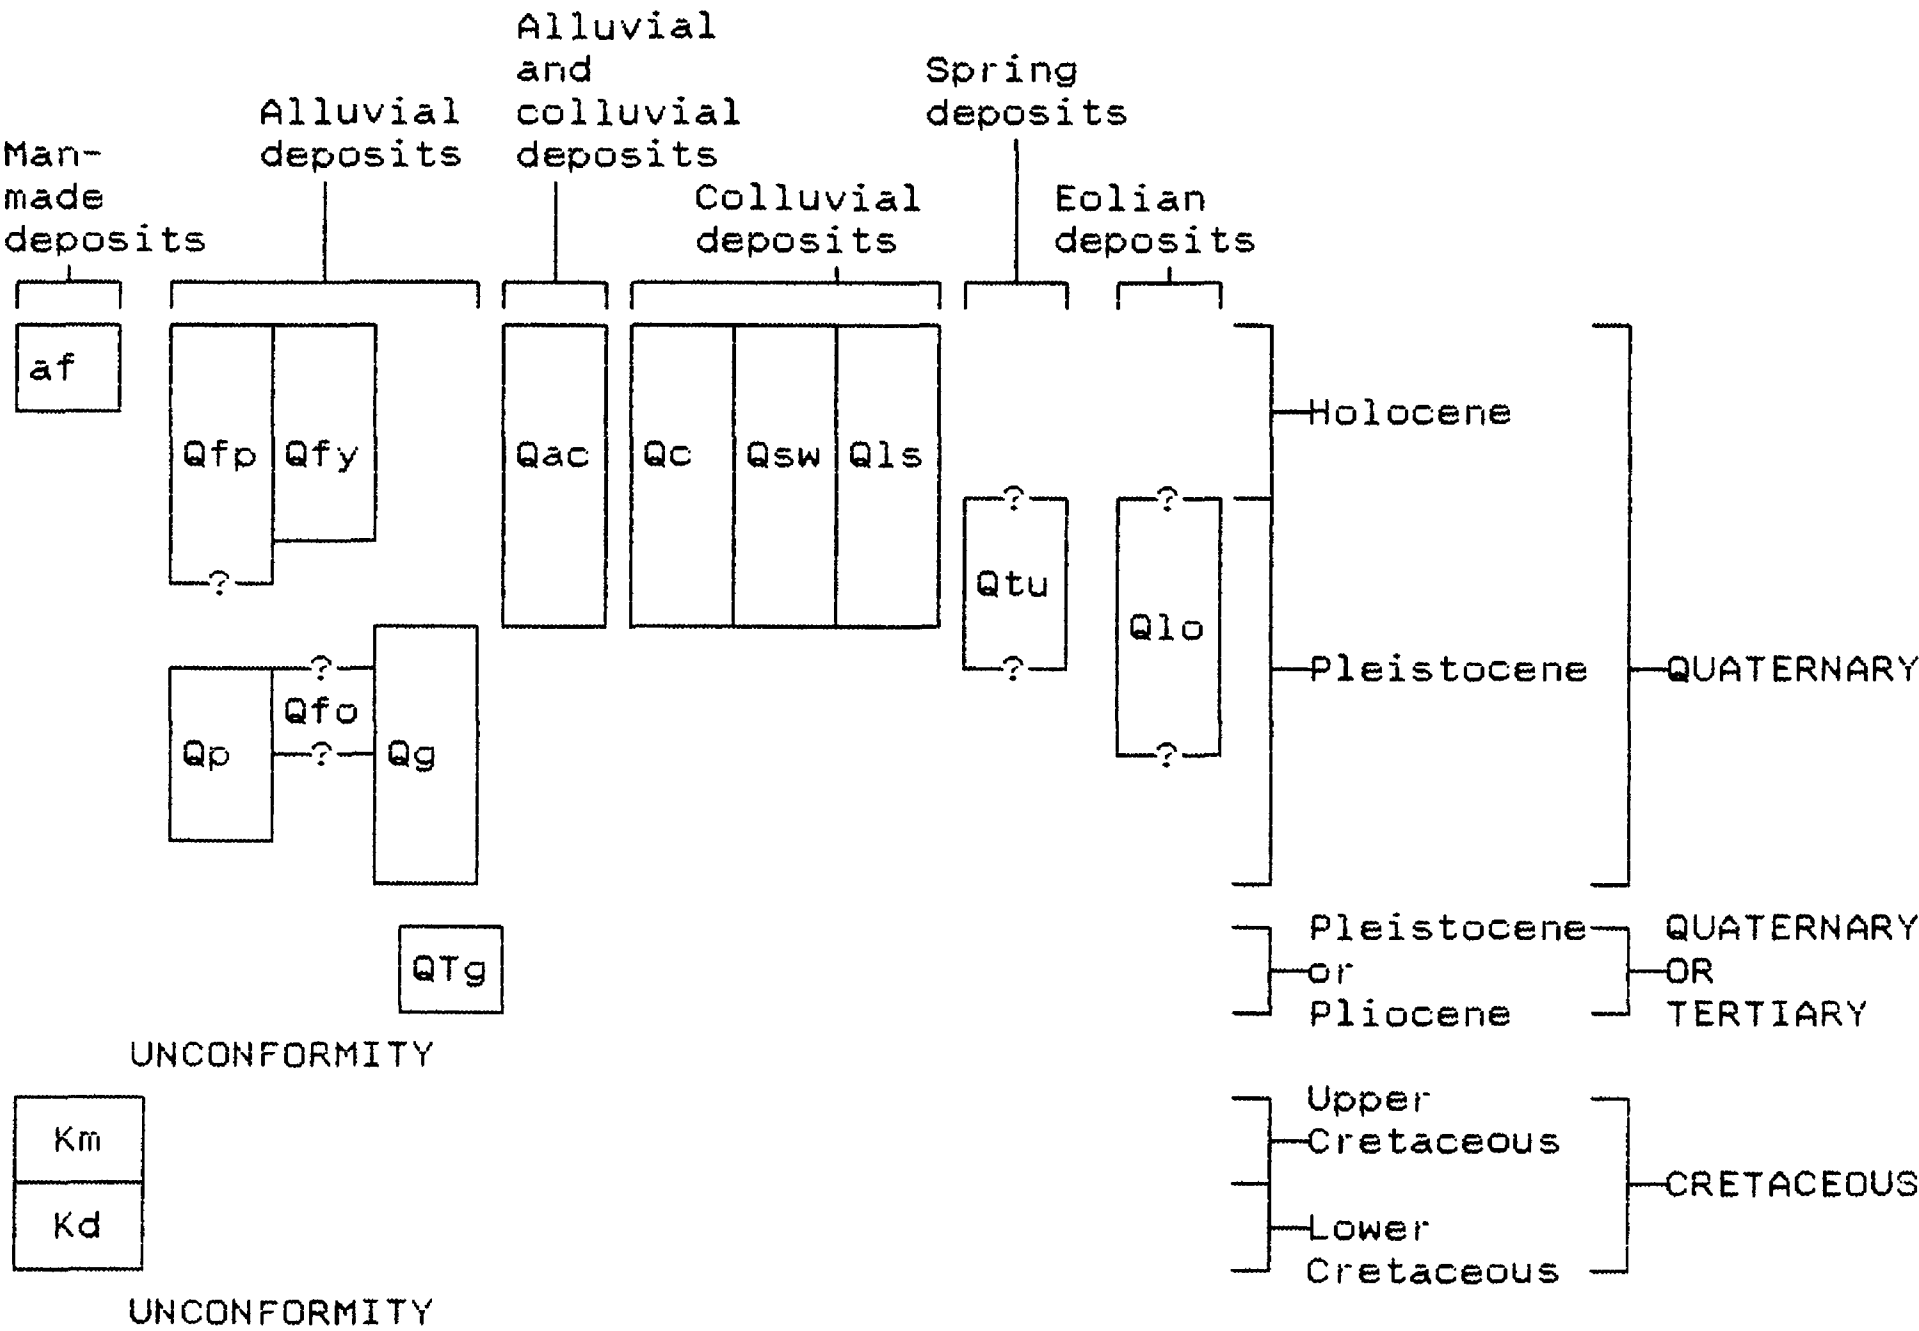 Man-
made
deposits
Alluvial
deposits
Alluvial
and
colluvial
deposits
Colluvial
deposits
Spring
deposits
Eolian
deposits
af
Qfp
Qfy
Qac
Qc
Qsw
Qls
?
?
Qtu
?
?
Qlo
?
?
Qfo
?
Qp
Qg
?
QTg
Holocene
Pleistocene
QUATERNARY
Pleistocene
or
Pliocene
QUATERNARY
OR
TERTIARY
UNCONFORMITY
Km
Kd
Upper
Cretaceous
Lower
Cretaceous
CRETACEOUS
UNCONFORMITY